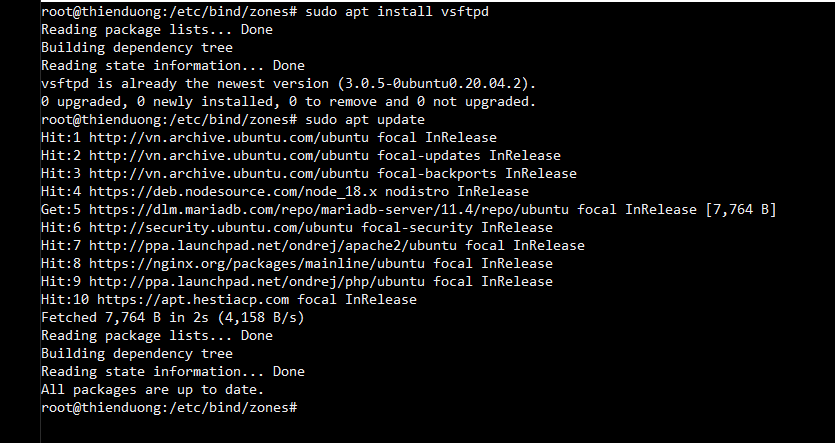 root@thienduong:/etc/bind/zones# sudo apt install vsftpd
Reading package lists... Done
Building dependency tree
Reading state information... Done
vsftpd is already the newest version (3.0.5-0ubuntu0.20.04.2).
0 upgraded, 0 newly installed, 0 to remove and 0 not upgraded.
root@thienduong:/etc/bind/zones# sudo apt update
Hit:1 http://vn.archive.ubuntu.com/ubuntu focal InRelease
Hit:2 http://vn.archive.ubuntu.com/ubuntu focal-updates InRelease
Hit:3 http://vn.archive.ubuntu.com/ubuntu focal-backports InRelease
Hit:4 https://deb.nodesource.com/node_18.x nodistro InRelease
Get:5 https://dlm.mariadb.com/repo/mariadb-server/11.4/repo/ubuntu focal InRelease [7,764 B]
Hit:6 http://security.ubuntu.com/ubuntu focal-security InRelease
Hit:7 http://ppa.launchpad.net/ondrej/apache2/ubuntu focal InRelease
Hit:8 https://nginx.org/packages/mainline/ubuntu focal InRelease
Hit:9 http://ppa.launchpad.net/ondrej/php/ubuntu focal InRelease
Hit:10 https://apt.hestiacp.com focal InRelease
Fetched 7,764 B in 2s (4,158 B/s)
Reading package lists... Done
Building dependency tree
Reading state information... Done
All packages are up to date.
root@thienduong:/etc/bind/zones#